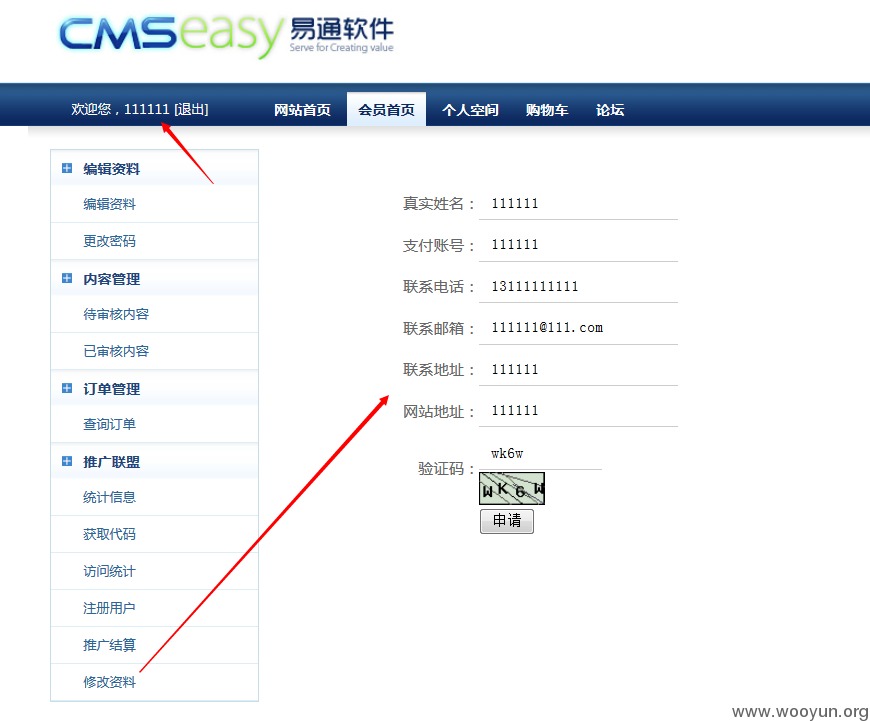 CMSeasy 易通软件
Serve for Creating value
欢迎您，111111 [退出] 网站首页 会员首页 个人空间 购物车 论坛
编辑资料
编辑资料
更改密码
内容管理
待审核内容
已审核内容
订单管理
查询订单
推广联盟
统计信息
获取代码
访问统计
注册用户
推广结算
修改资料
真实姓名： 111111
支付账号： 111111
联系电话： 13111111111
联系邮箱： 111111@111.com
联系地址： 111111
网站地址： 111111
验证码： wk6w
WK6W
申请
www.wooyun.org